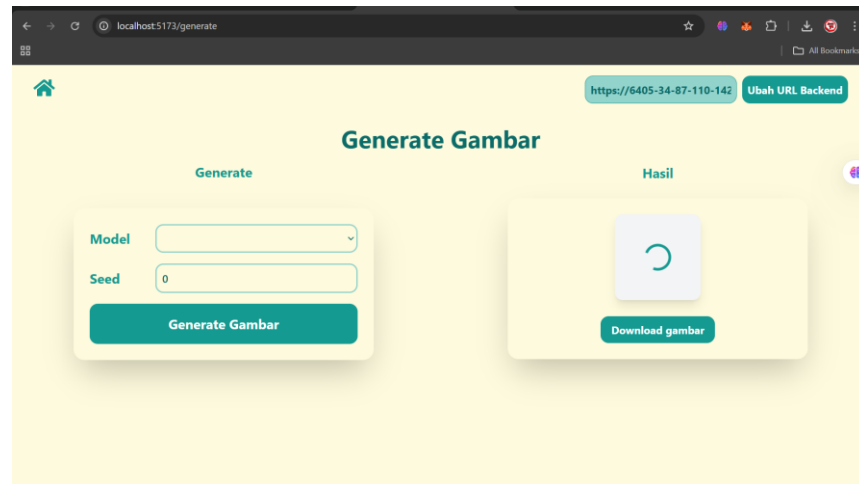 localhost:5173/generate
All Bookmarks
https://6405-34-87-110-142
Ubah URL Backend
Generate Gambar
Generate
Hasil
Model
Seed
0
Generate Gambar
Download gambar